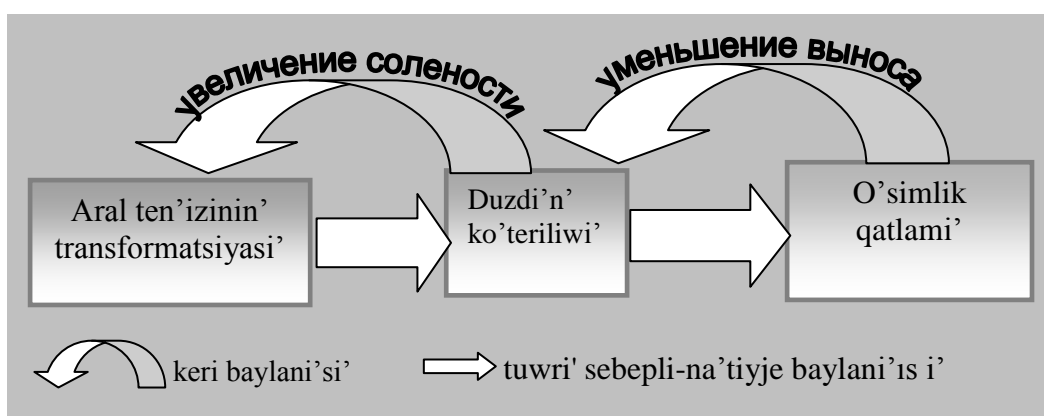 увеличение солености
уменьшение выноса
Aral ten’izinin’
transformatsiyasi’
Duzdi’n’
ko’teriliwi’
O’simlik
qatlami’
keri baylani’si’
tuwri' sebepli-na’tiyje baylani’ıs i’